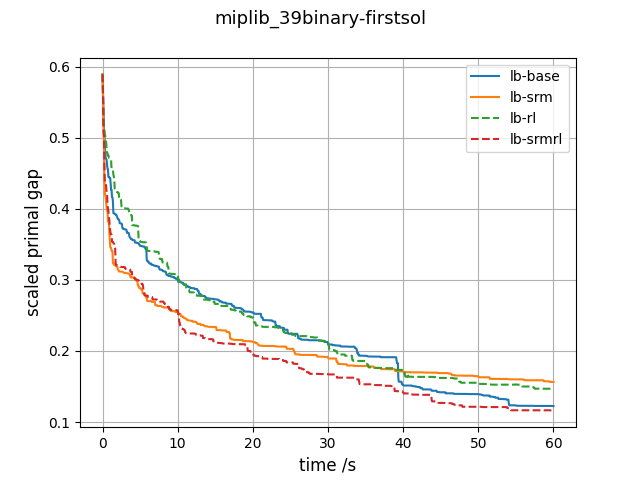 miplib_39binary-firstsol
lb-base
lb-srm
lb-rl
lb-srmrl
scaled primal gap
0.6
0.5
0.4
0.3
0.2
0.1
0
10
20
30
40
50
60
time /s